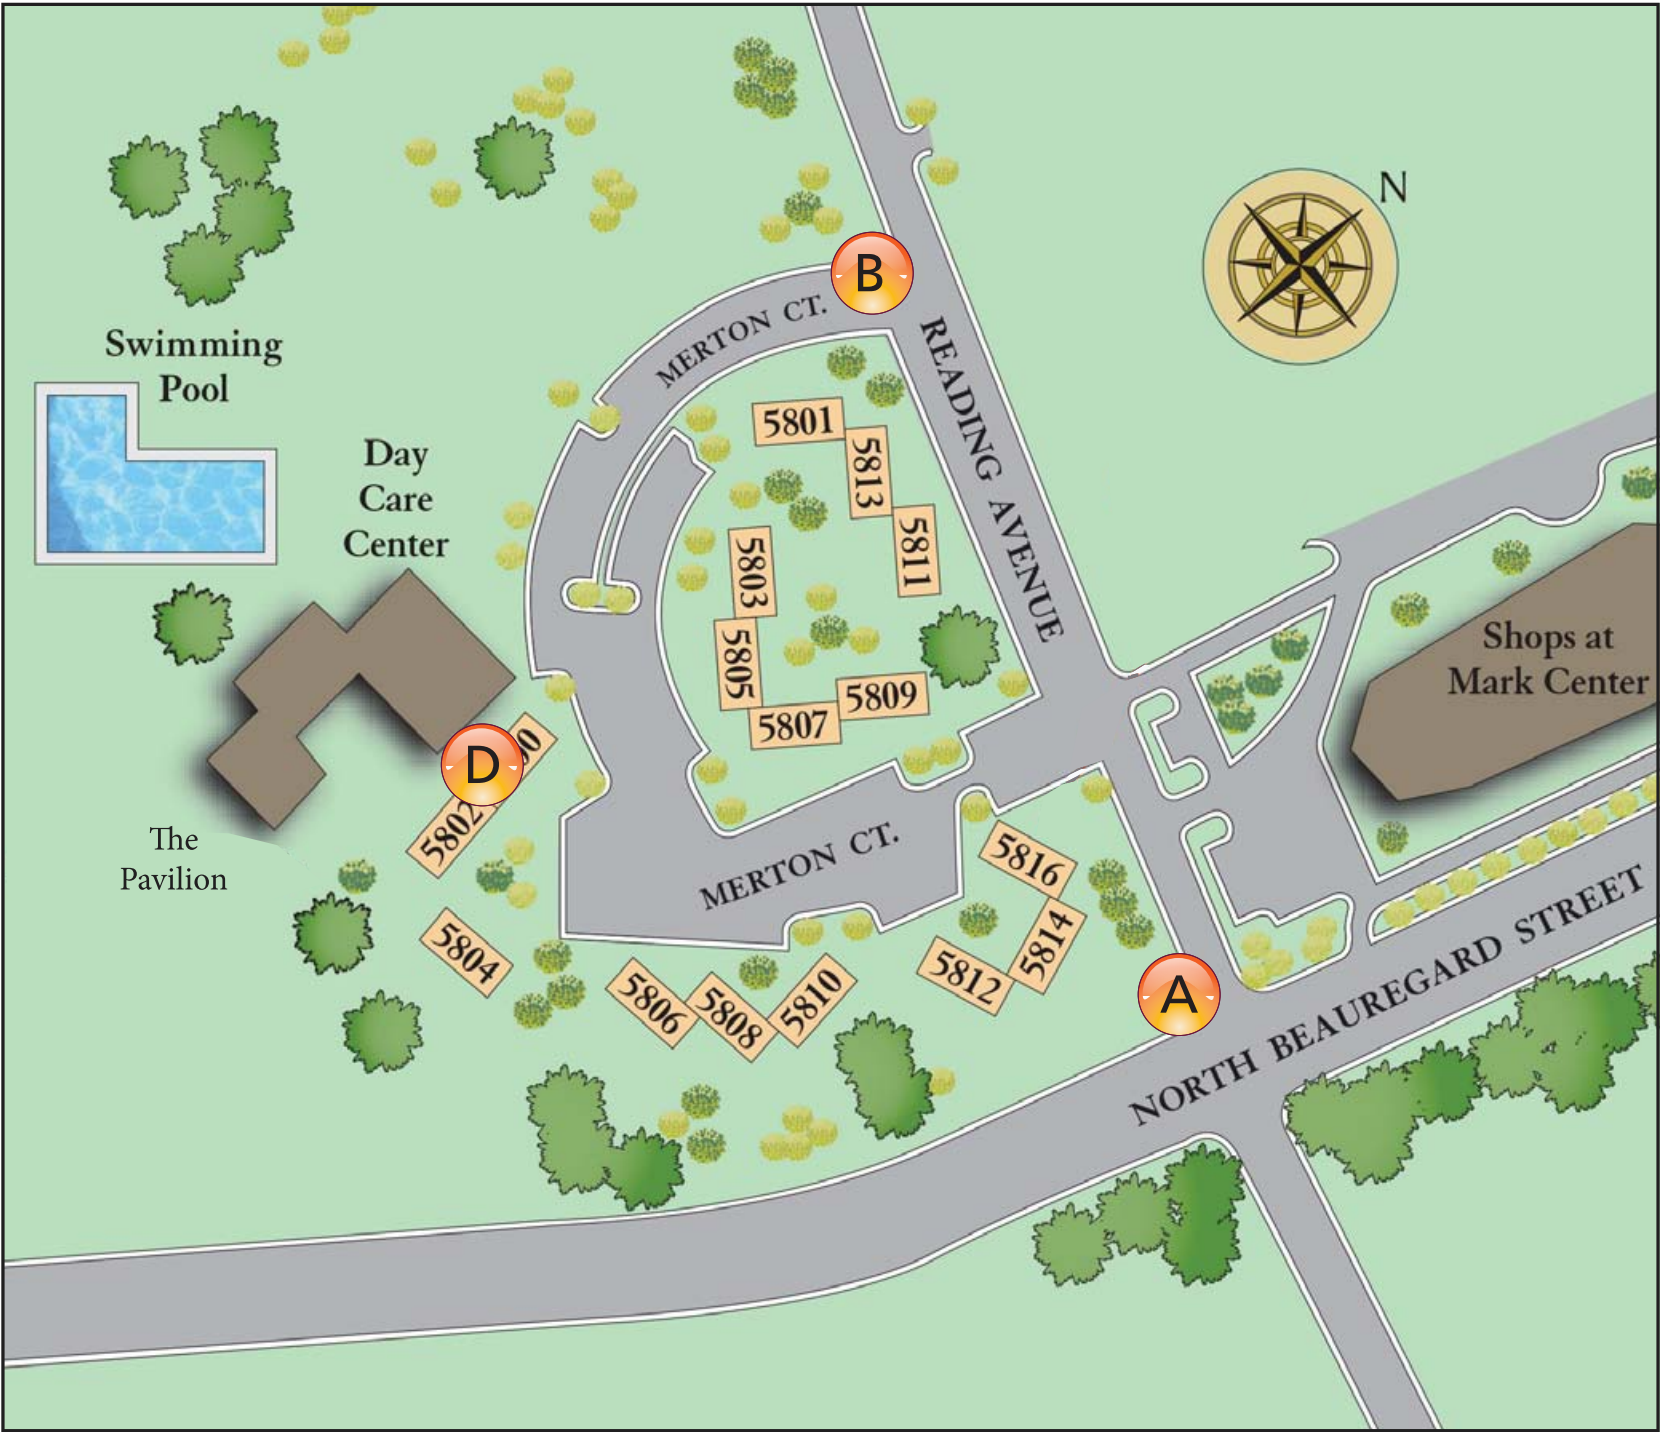 N
B
MERTON CT.
READING AVENUE
Swimming
Pool
Day
Care
Center
5801
5813
5811
5803
5805
5807
5809
Shops at
Mark Center
D
5802
The
Pavilion
MERTON CT.
5816
5814
5812
5804
5806
5808
5810
A
NORTH BEAUREGARD STREET